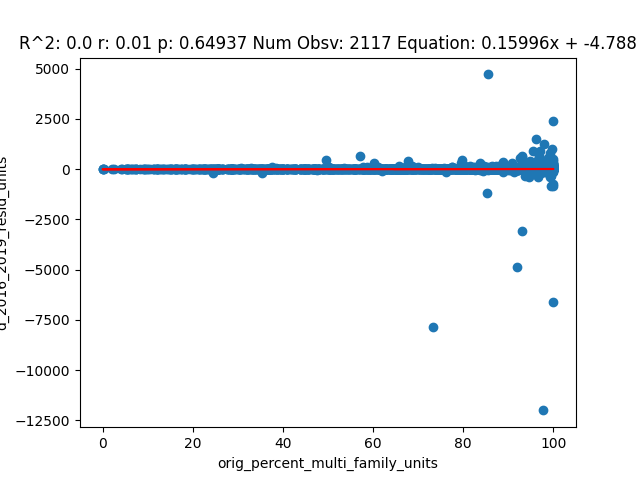 R^2: 0.0 r: 0.01 p: 0.64937 Num Obsv: 2117 Equation: 0.15996x + -4.788
5000
2500
0
−2500
−5000
−7500
−10000
−12500
d_2016_2019_resid_units
0 20 40 60 80 100
orig_percent_multi_family_units